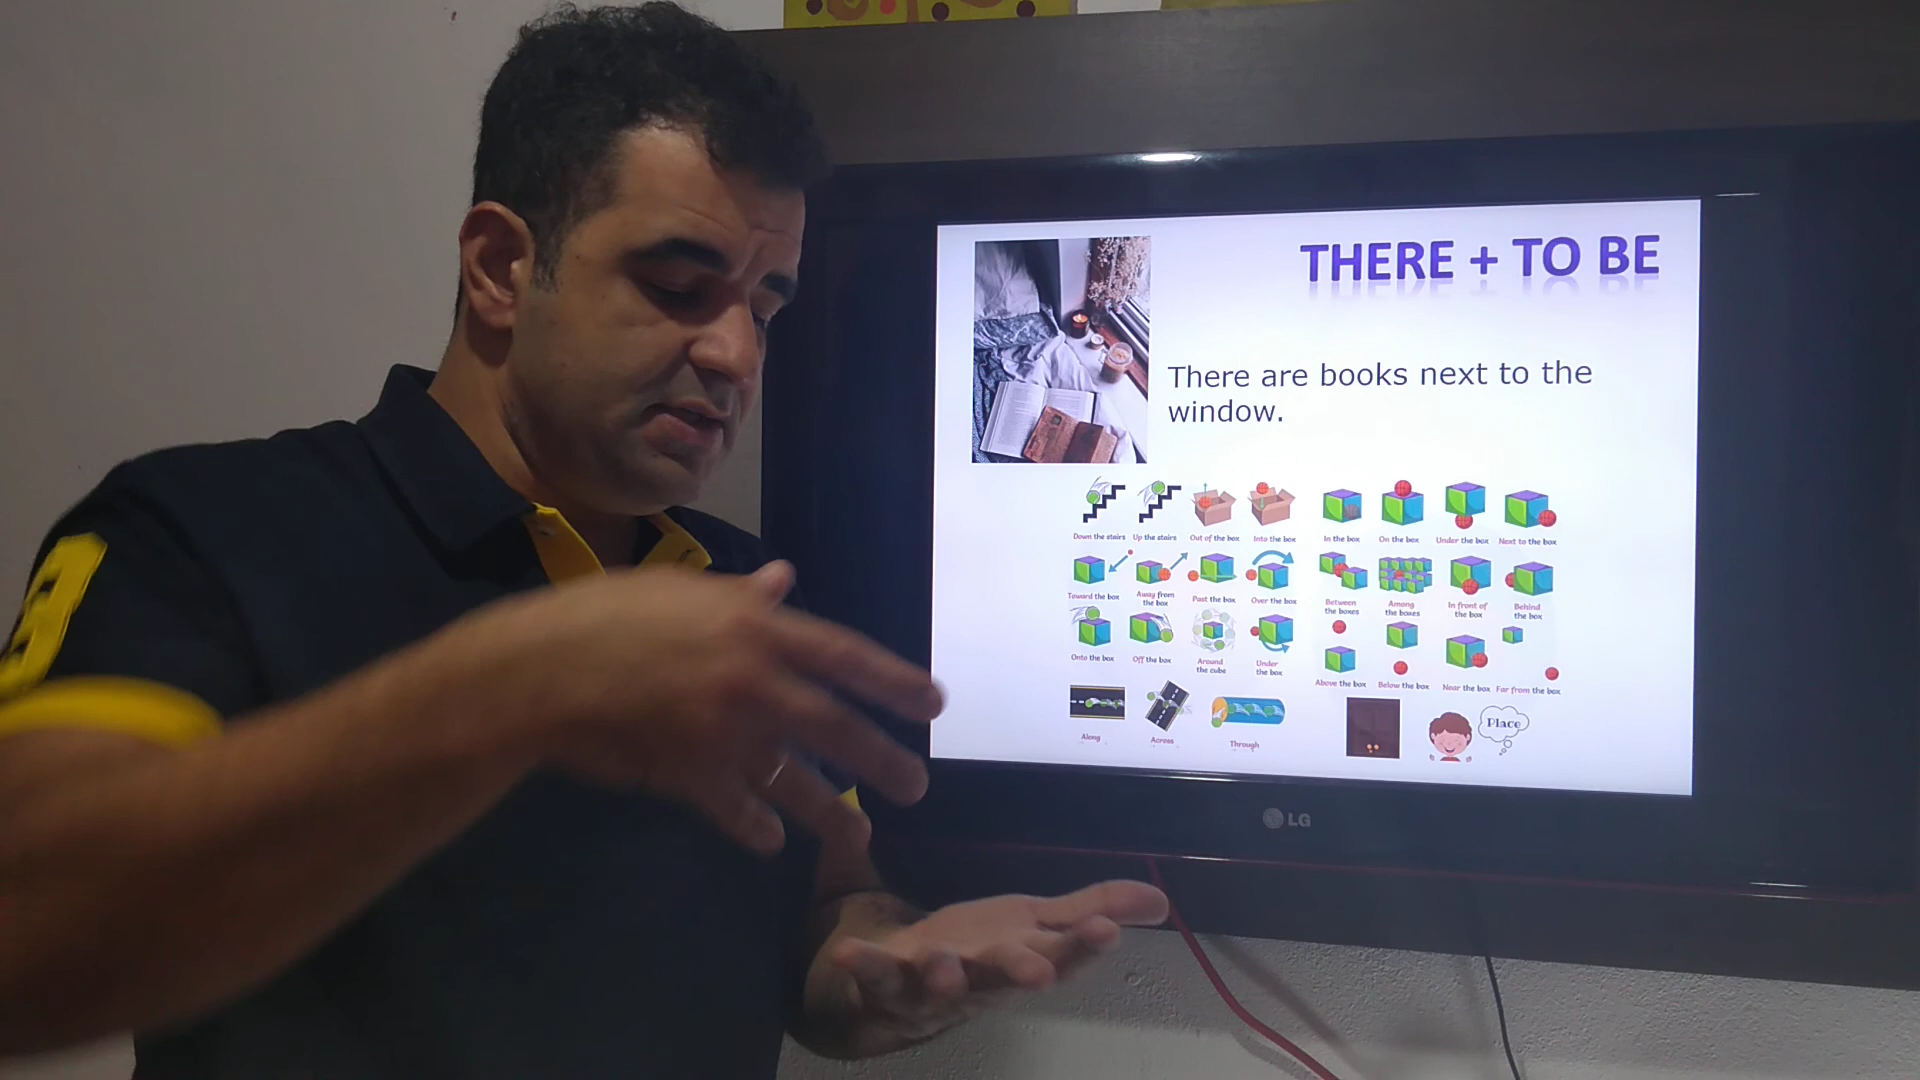 THERE + TO BE
There are books next to the
window.
Down the stairs
Up the stairs
Out of the box
Into the box
In the box
On the box
Under the box
Next to the box
Toward the box
Away from
the box
Past the box
Over the box
Between
the boxes
Among
the boxes
In front of
the box
Behind
the box
Onto the box
Off the box
Around
the cube
Under
the box
Above the box
Below the box
Near the box
Far from the box
Along
Across
Through
Place
LG